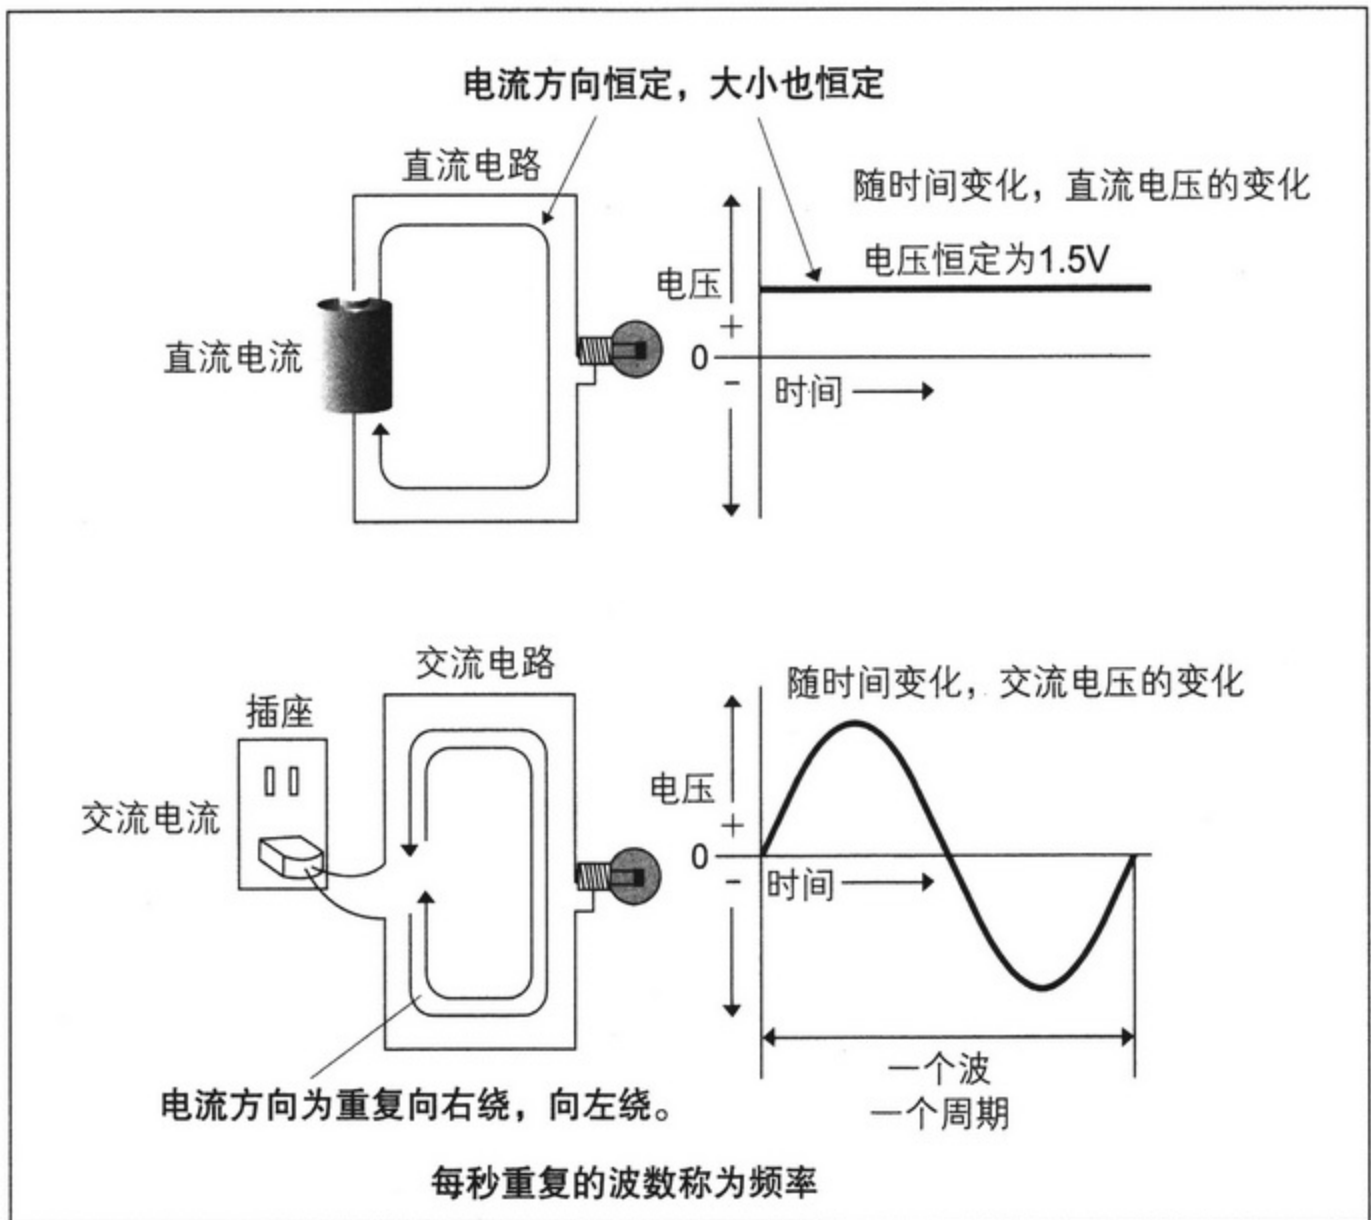 电流方向恒定，大小也恒定
直流电路
随时间变化，直流电压的变化
电压恒定为1.5V
电压
+
直流电流
0
-
时间
交流电路
随时间变化，交流电压的变化
插座
电压
交流电流
+
0
-
时间
一个波
一个周期
电流方向为重复向右绕，向左绕。
每秒重复的波数称为频率